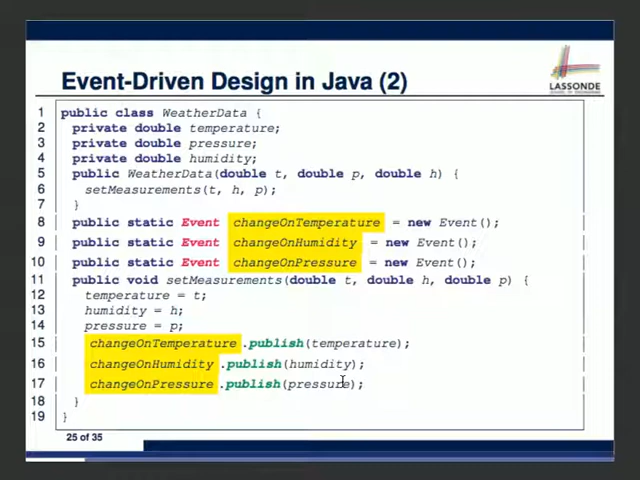 Event-Driven Design in Java (2)
LASSONDE
1 public class WeatherData {
2 private double temperature;
3 private double pressure;
4 private double humidity;
5 public WeatherData(double t, double p, double h) {
6 setMeasurements(t, h, p);
7 }
8 public static Event changeOnTemperature = new Event();
9 public static Event changeOnHumidity = new Event();
10 public static Event changeOnPressure = new Event();
11 public void setMeasurements(double t, double h, double p) {
12 temperature = t;
13 humidity = h;
14 pressure = p;
15 changeOnTemperature .publish(temperature);
16 changeOnHumidity .publish(humidity);
17 changeOnPressure .publish(pressure);
18 }
19 }
25 of 35